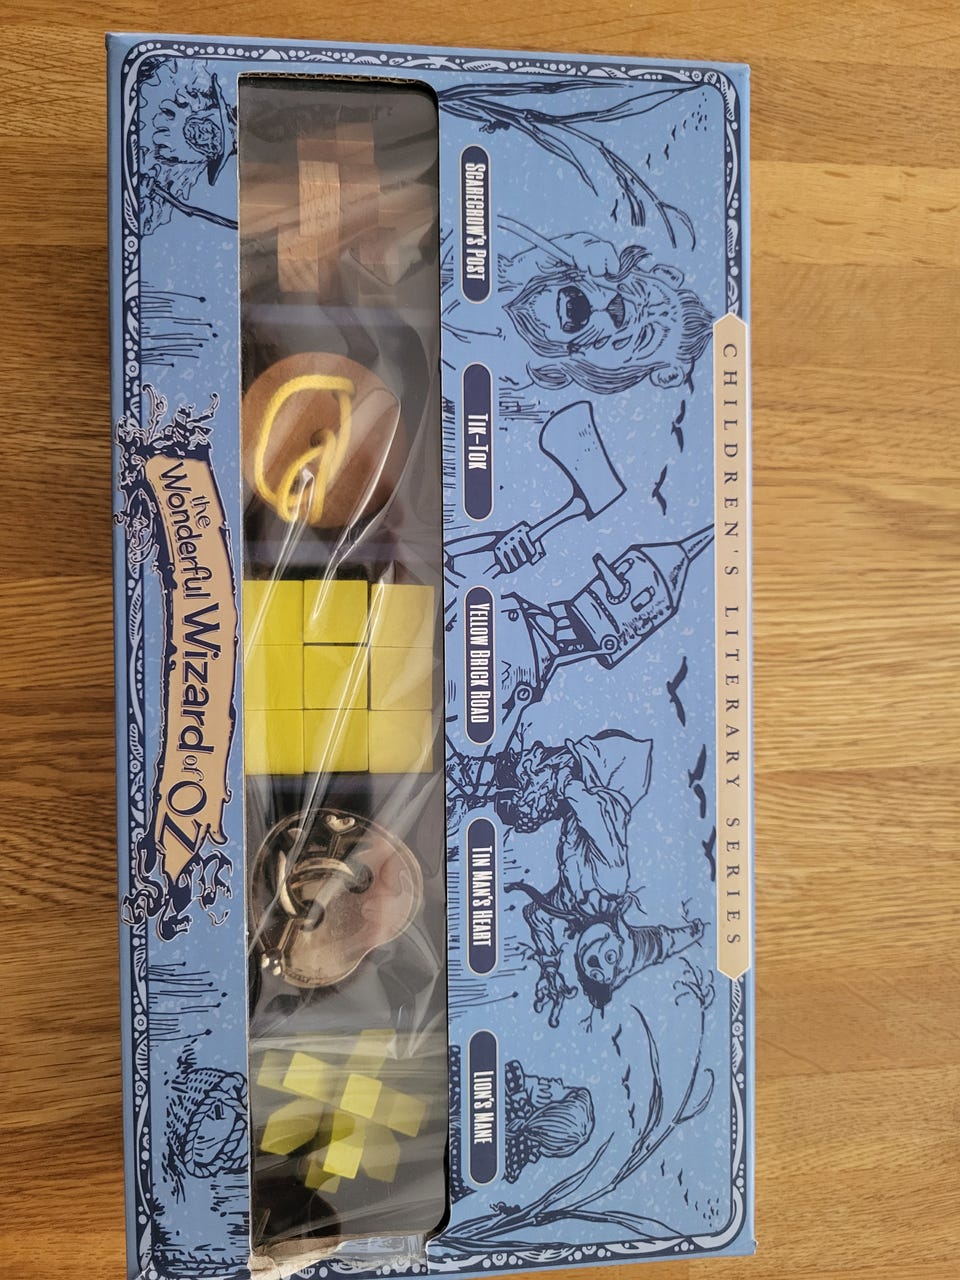 CHILDREN'S LITERARY SERIES
SCARECROW'S POST
TIK-TOK
YELLOW BRICK ROAD
TIN MAN'S HEART
LION'S MANE
the
Wonderful Wizard of OZ